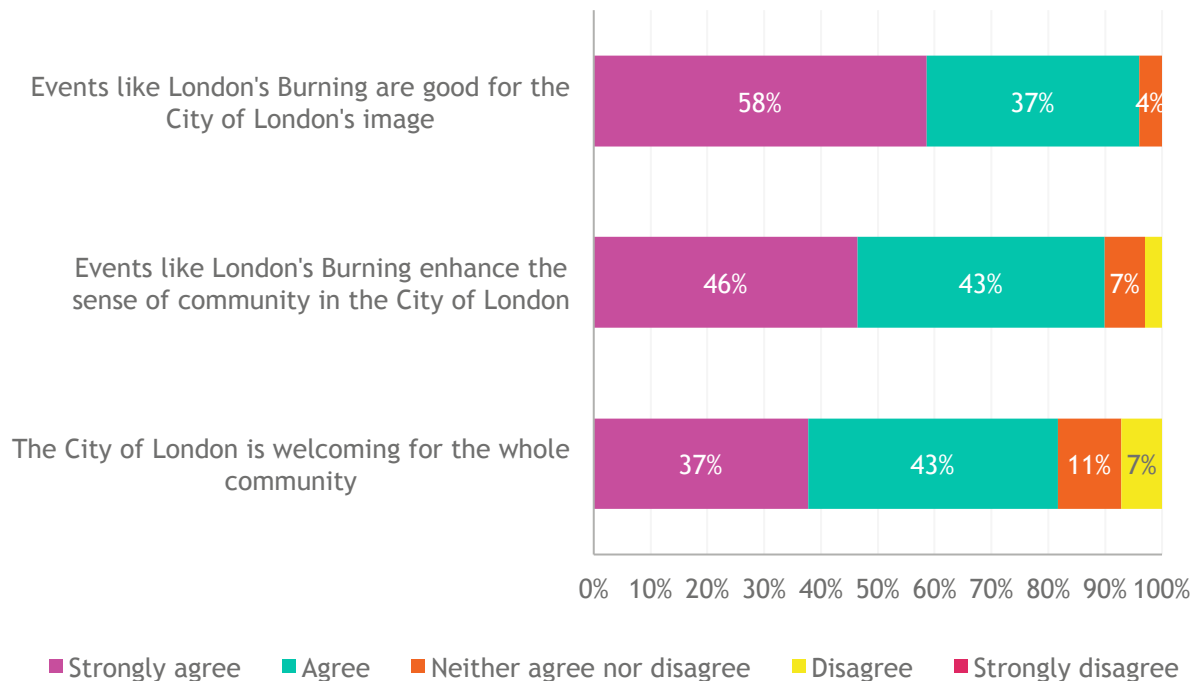 Events like London's Burning are good for the
City of London's image
58% 37% 4%
Events like London's Burning enhance the
sense of community in the City of London
46% 43% 7%
The City of London is welcoming for the whole
community
37% 43% 11% 7%
0% 10% 20% 30% 40% 50% 60% 70% 80% 90% 100%
Strongly agree Agree Neither agree nor disagree Disagree Strongly disagree